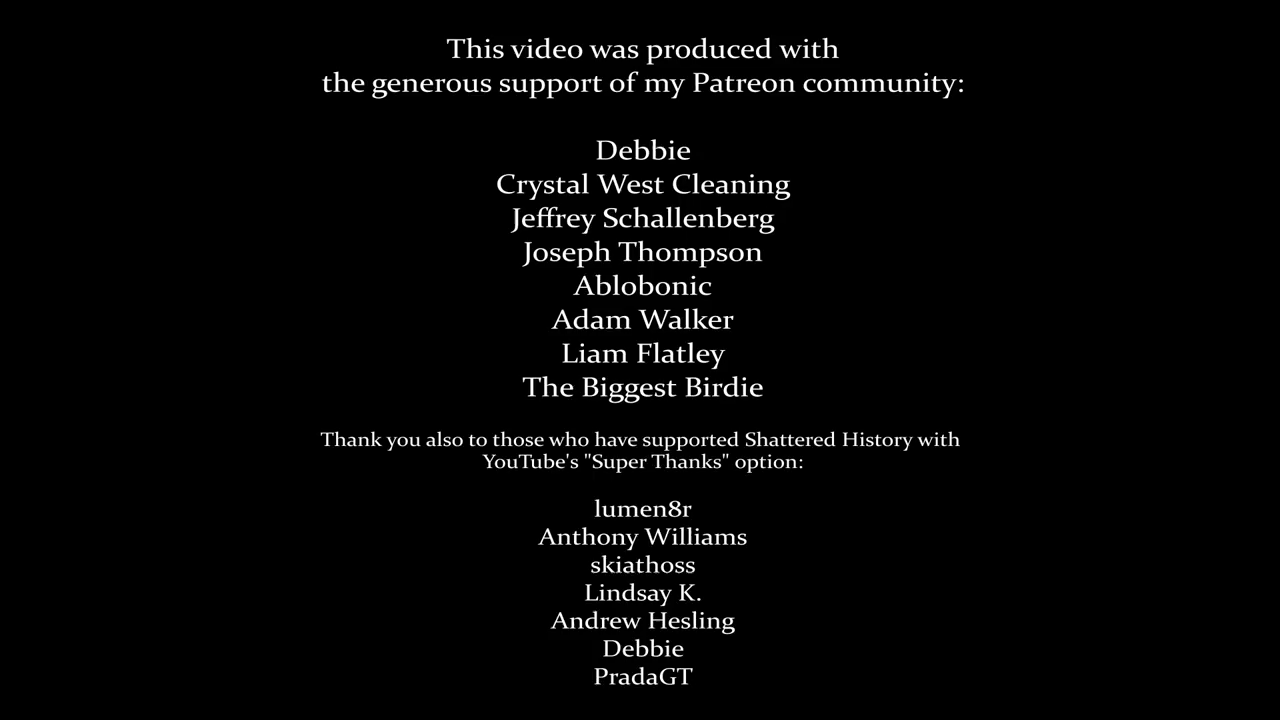 This video was produced with
the generous support of my Patreon community:
Debbie
Crystal West Cleaning
Jeffrey Schallenberg
Joseph Thompson
Ablobonic
Adam Walker
Liam Flatley
The Biggest Birdie
Thank you also to those who have supported Shattered History with
YouTube's "Super Thanks" option:
lumen8r
Anthony Williams
skiathoss
Lindsay K.
Andrew Hesling
Debbie
PradaGT